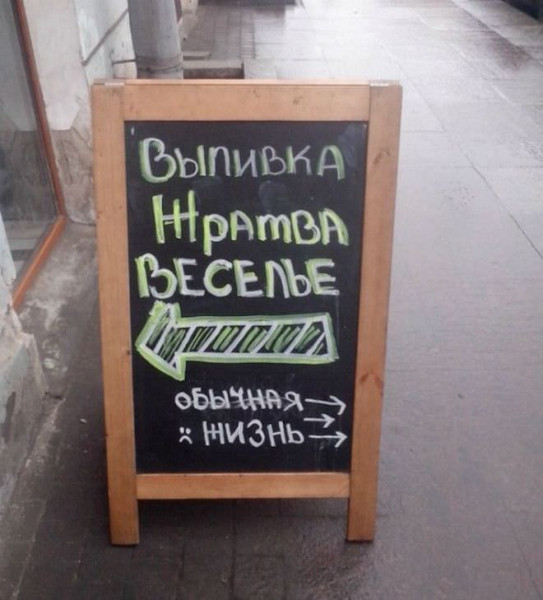 Выпивка
Жратва
Веселье
обычная
:( жизнь